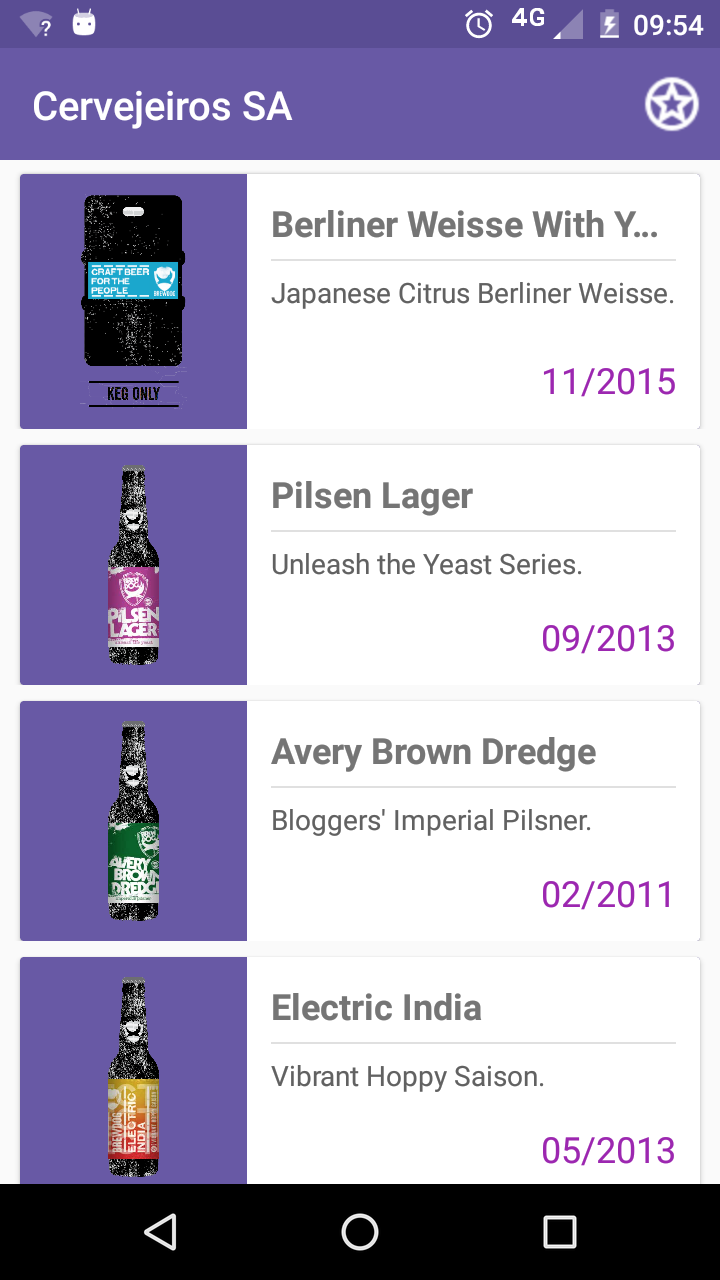 4G 09:54
Cervejeiros SA
CRAFT BEER
FOR THE
PEOPLE
BREWDOG
KEG ONLY
Berliner Weisse With Y...
Japanese Citrus Berliner Weisse.
11/2015
PILSEN
LAGER
Pilsen Lager
Unleash the Yeast Series.
09/2013
AVERY
BROWN
DREDGE
Avery Brown Dredge
Bloggers' Imperial Pilsner.
02/2011
BREWDOG
ELECTRIC
INDIA
Electric India
Vibrant Hoppy Saison.
05/2013